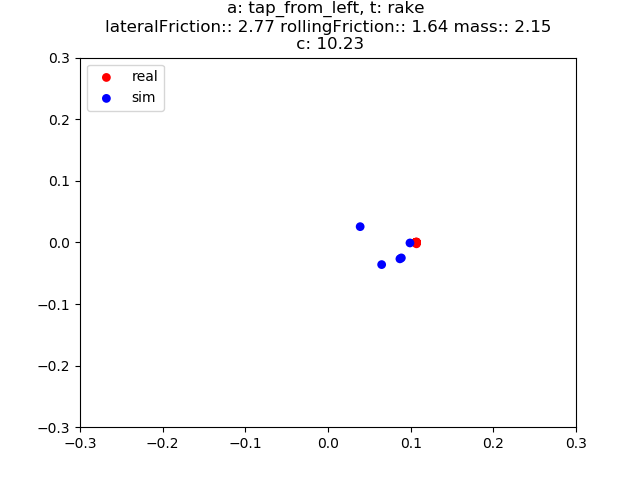 a: tap_from_left, t: rake
lateralFriction:: 2.77 rollingFriction:: 1.64 mass:: 2.15
c: 10.23
real
sim
0.3
0.2
0.1
0.0
−0.1
−0.2
−0.3
−0.3 −0.2 −0.1 0.0 0.1 0.2 0.3